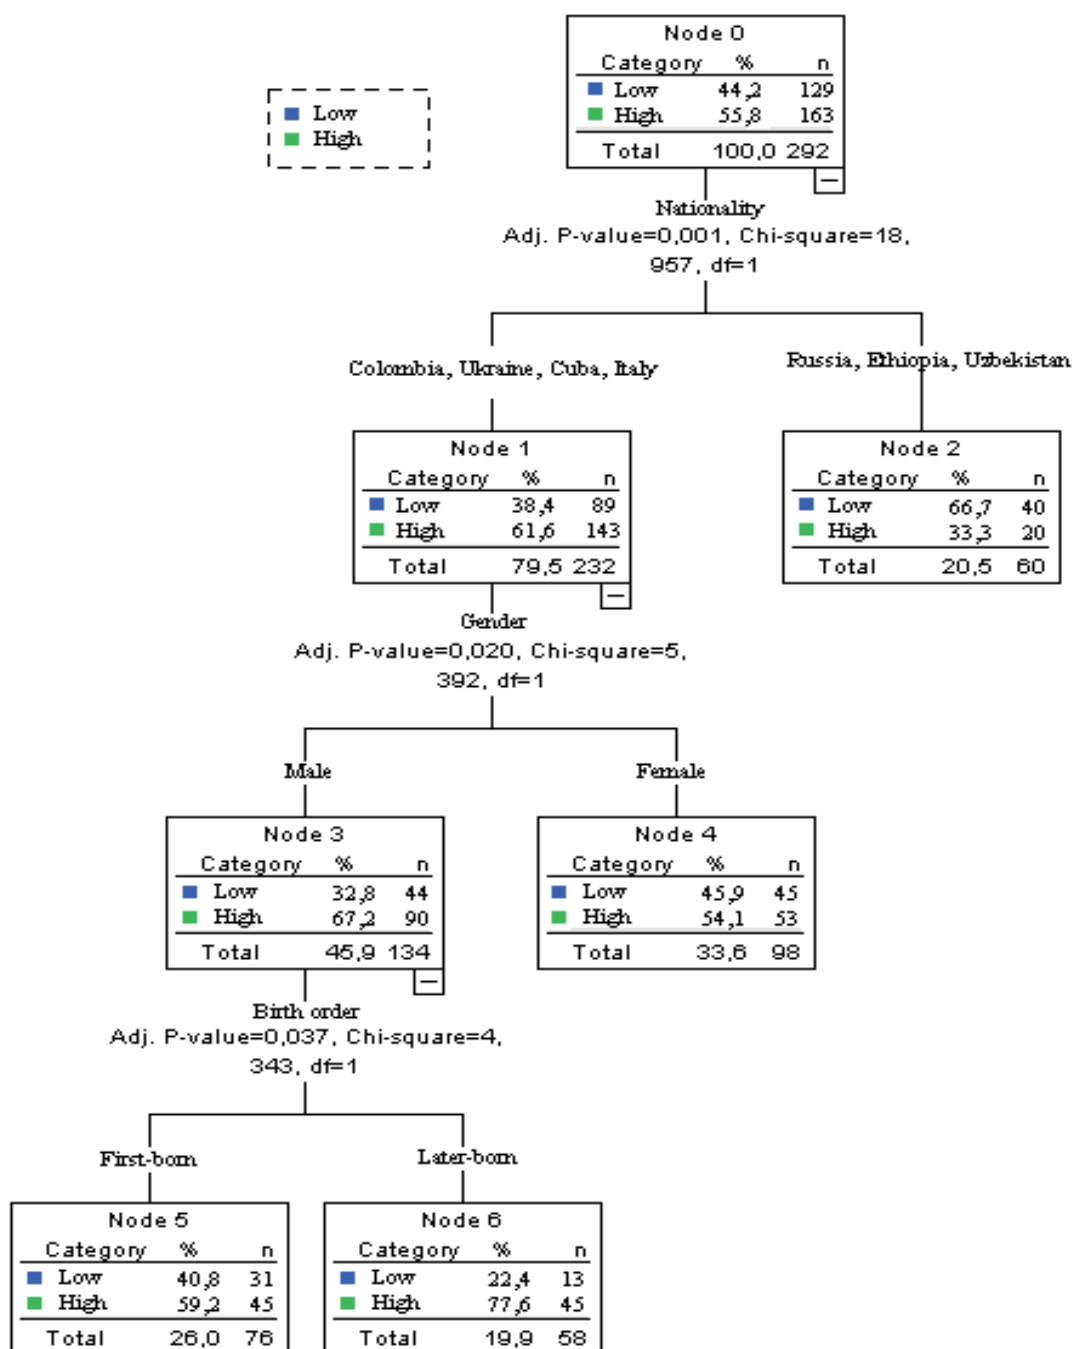 Node 0
Category % n
Low 44,2 129
High 55,8 163
Total 100,0 292
Low
High
Nationality
Adj. P-value=0,001, Chi-square=18,
957, df=1
Colombia, Ukraine, Cuba, Italy
Russia, Ethiopia, Uzbekistan
Node 1
Category % n
Low 38,4 89
High 61,6 143
Total 79,5 232
Node 2
Category % n
Low 66,7 40
High 33,3 20
Total 20,5 60
Gender
Adj. P-value=0,020, Chi-square=5,
392, df=1
Male
Female
Node 3
Category % n
Low 32,8 44
High 67,2 90
Total 45,9 134
Node 4
Category % n
Low 45,9 45
High 54,1 53
Total 33,6 98
Birth order
Adj. P-value=0,037, Chi-square=4,
343, df=1
First-born
Later-born
Node 5
Category % n
Low 40,8 31
High 59,2 45
Total 26,0 76
Node 6
Category % n
Low 22,4 13
High 77,6 45
Total 19,9 58